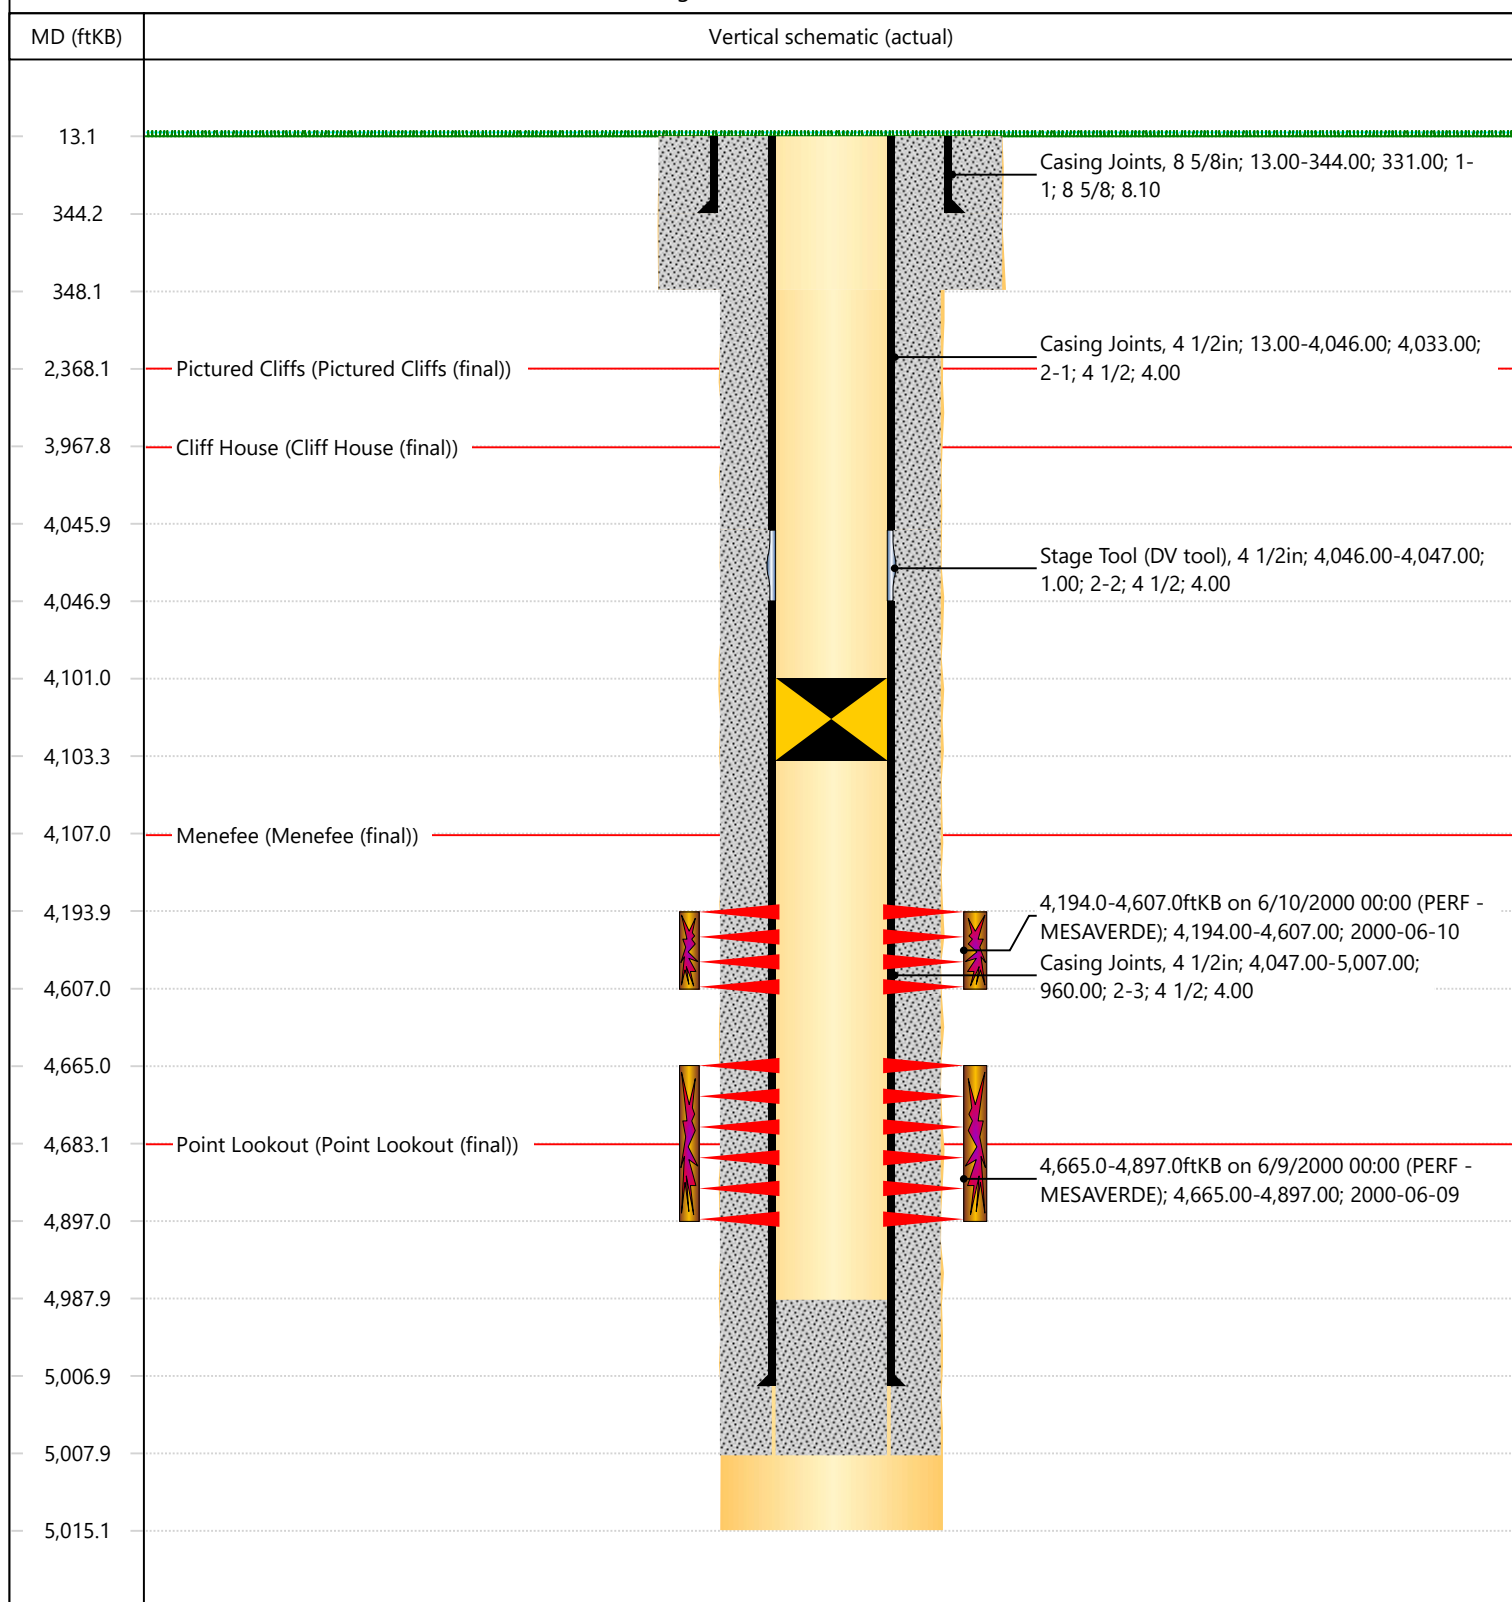 MD (ftKB)
Vertical schematic (actual)
13.1
Casing Joints, 8 5/8in; 13.00-344.00; 331.00; 1-
1; 8 5/8; 8.10
344.2
348.1
Casing Joints, 4 1/2in; 13.00-4,046.00; 4,033.00;
2-1; 4 1/2; 4.00
2,368.1
Pictured Cliffs (Pictured Cliffs (final))
3,967.8
Cliff House (Cliff House (final))
4,045.9
Stage Tool (DV tool), 4 1/2in; 4,046.00-4,047.00;
1.00; 2-2; 4 1/2; 4.00
4,046.9
4,101.0
4,103.3
4,107.0
Menefee (Menefee (final))
4,193.9
4,194.0-4,607.0ftKB on 6/10/2000 00:00 (PERF -
MESAVERDE); 4,194.00-4,607.00; 2000-06-10
Casing Joints, 4 1/2in; 4,047.00-5,007.00;
960.00; 2-3; 4 1/2; 4.00
4,607.0
4,665.0
4,683.1
Point Lookout (Point Lookout (final))
4,665.0-4,897.0ftKB on 6/9/2000 00:00 (PERF -
MESAVERDE); 4,665.00-4,897.00; 2000-06-09
4,897.0
4,987.9
5,006.9
5,007.9
5,015.1